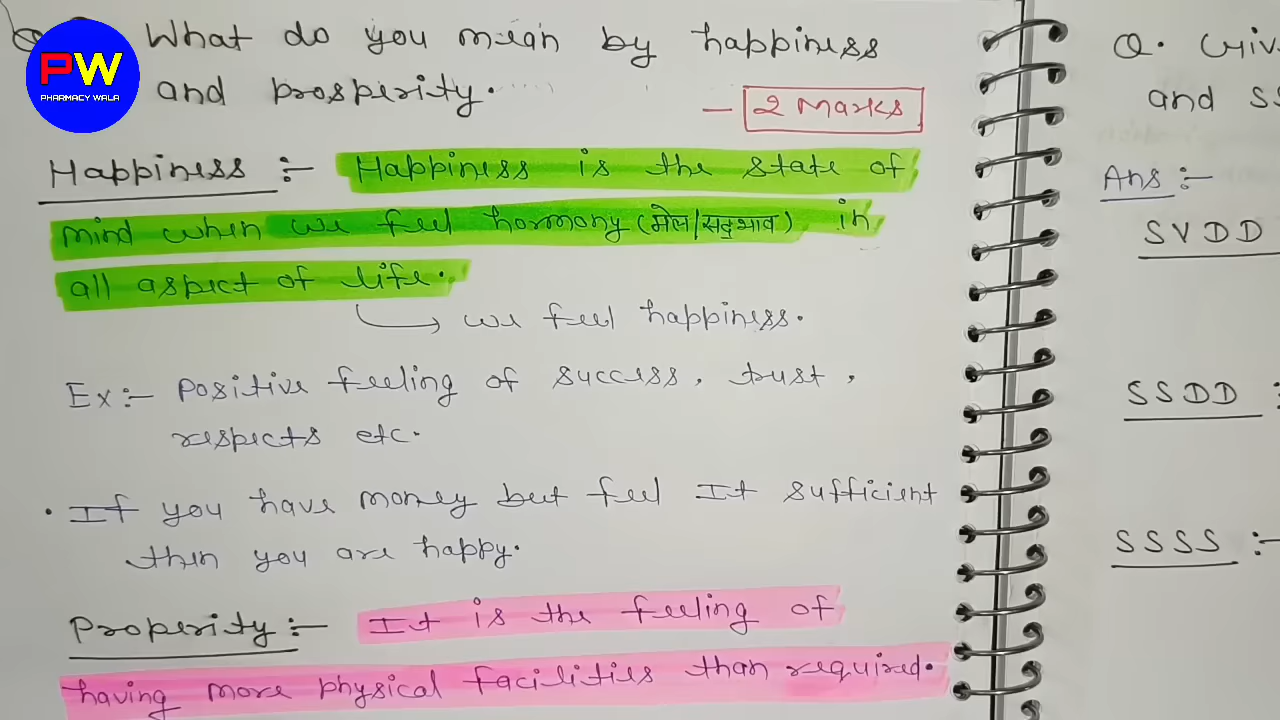 Q
PW
PHARMACY WALA
What do you mean by happiness
and prosperity.
– 2 Marks
Happiness :- Happiness is the state of
mind when we feel hormony (मेल/सद्भाव) in
all aspect of life.
we feel happiness.
Ex:- Positive feeling of success, trust,
respects etc.
• If you have money but feel It sufficient
then you are happy.
Properity :- It is the feeling of
having more physical facilities than required.
Q. Giv
and SS
Ans :-
SVDD
SSDD :
SSSS :-